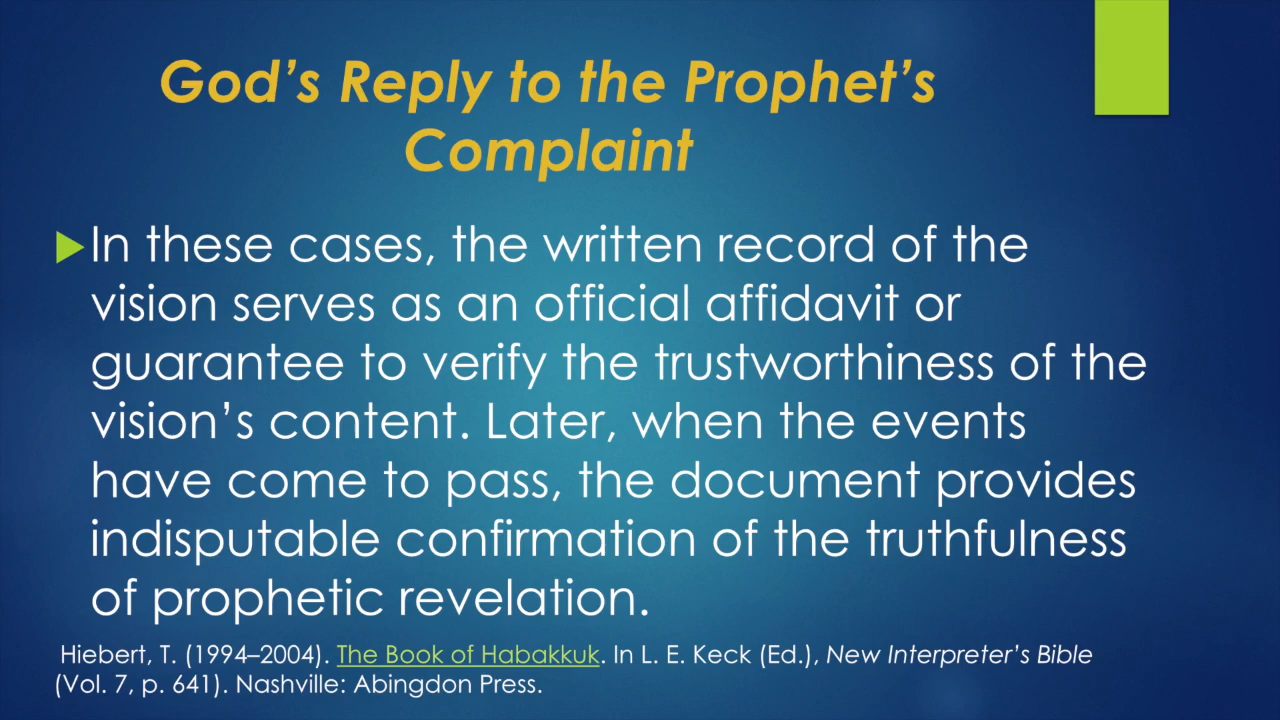 God’s Reply to the Prophet’s
Complaint
In these cases, the written record of the
vision serves as an official affidavit or
guarantee to verify the trustworthiness of the
vision’s content. Later, when the events
have come to pass, the document provides
indisputable confirmation of the truthfulness
of prophetic revelation.
Hiebert, T. (1994–2004). The Book of Habakkuk. In L. E. Keck (Ed.), New Interpreter’s Bible
(Vol. 7, p. 641). Nashville: Abingdon Press.